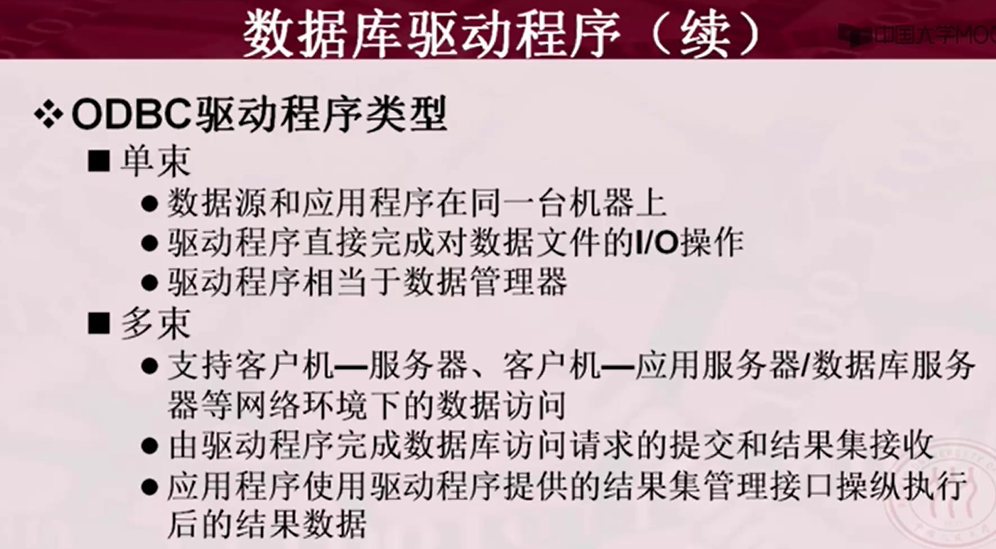 数据库驱动程序（续）
中国大学MOO
❖ODBC驱动程序类型
■ 单束
● 数据源和应用程序在同一台机器上
● 驱动程序直接完成对数据文件的I/O操作
● 驱动程序相当于数据管理器
■ 多束
● 支持客户机—服务器、客户机—应用服务器/数据库服务
器等网络环境下的数据访问
● 由驱动程序完成数据库访问请求的提交和结果集接收
● 应用程序使用驱动程序提供的结果集管理接口操纵执行
后的结果数据